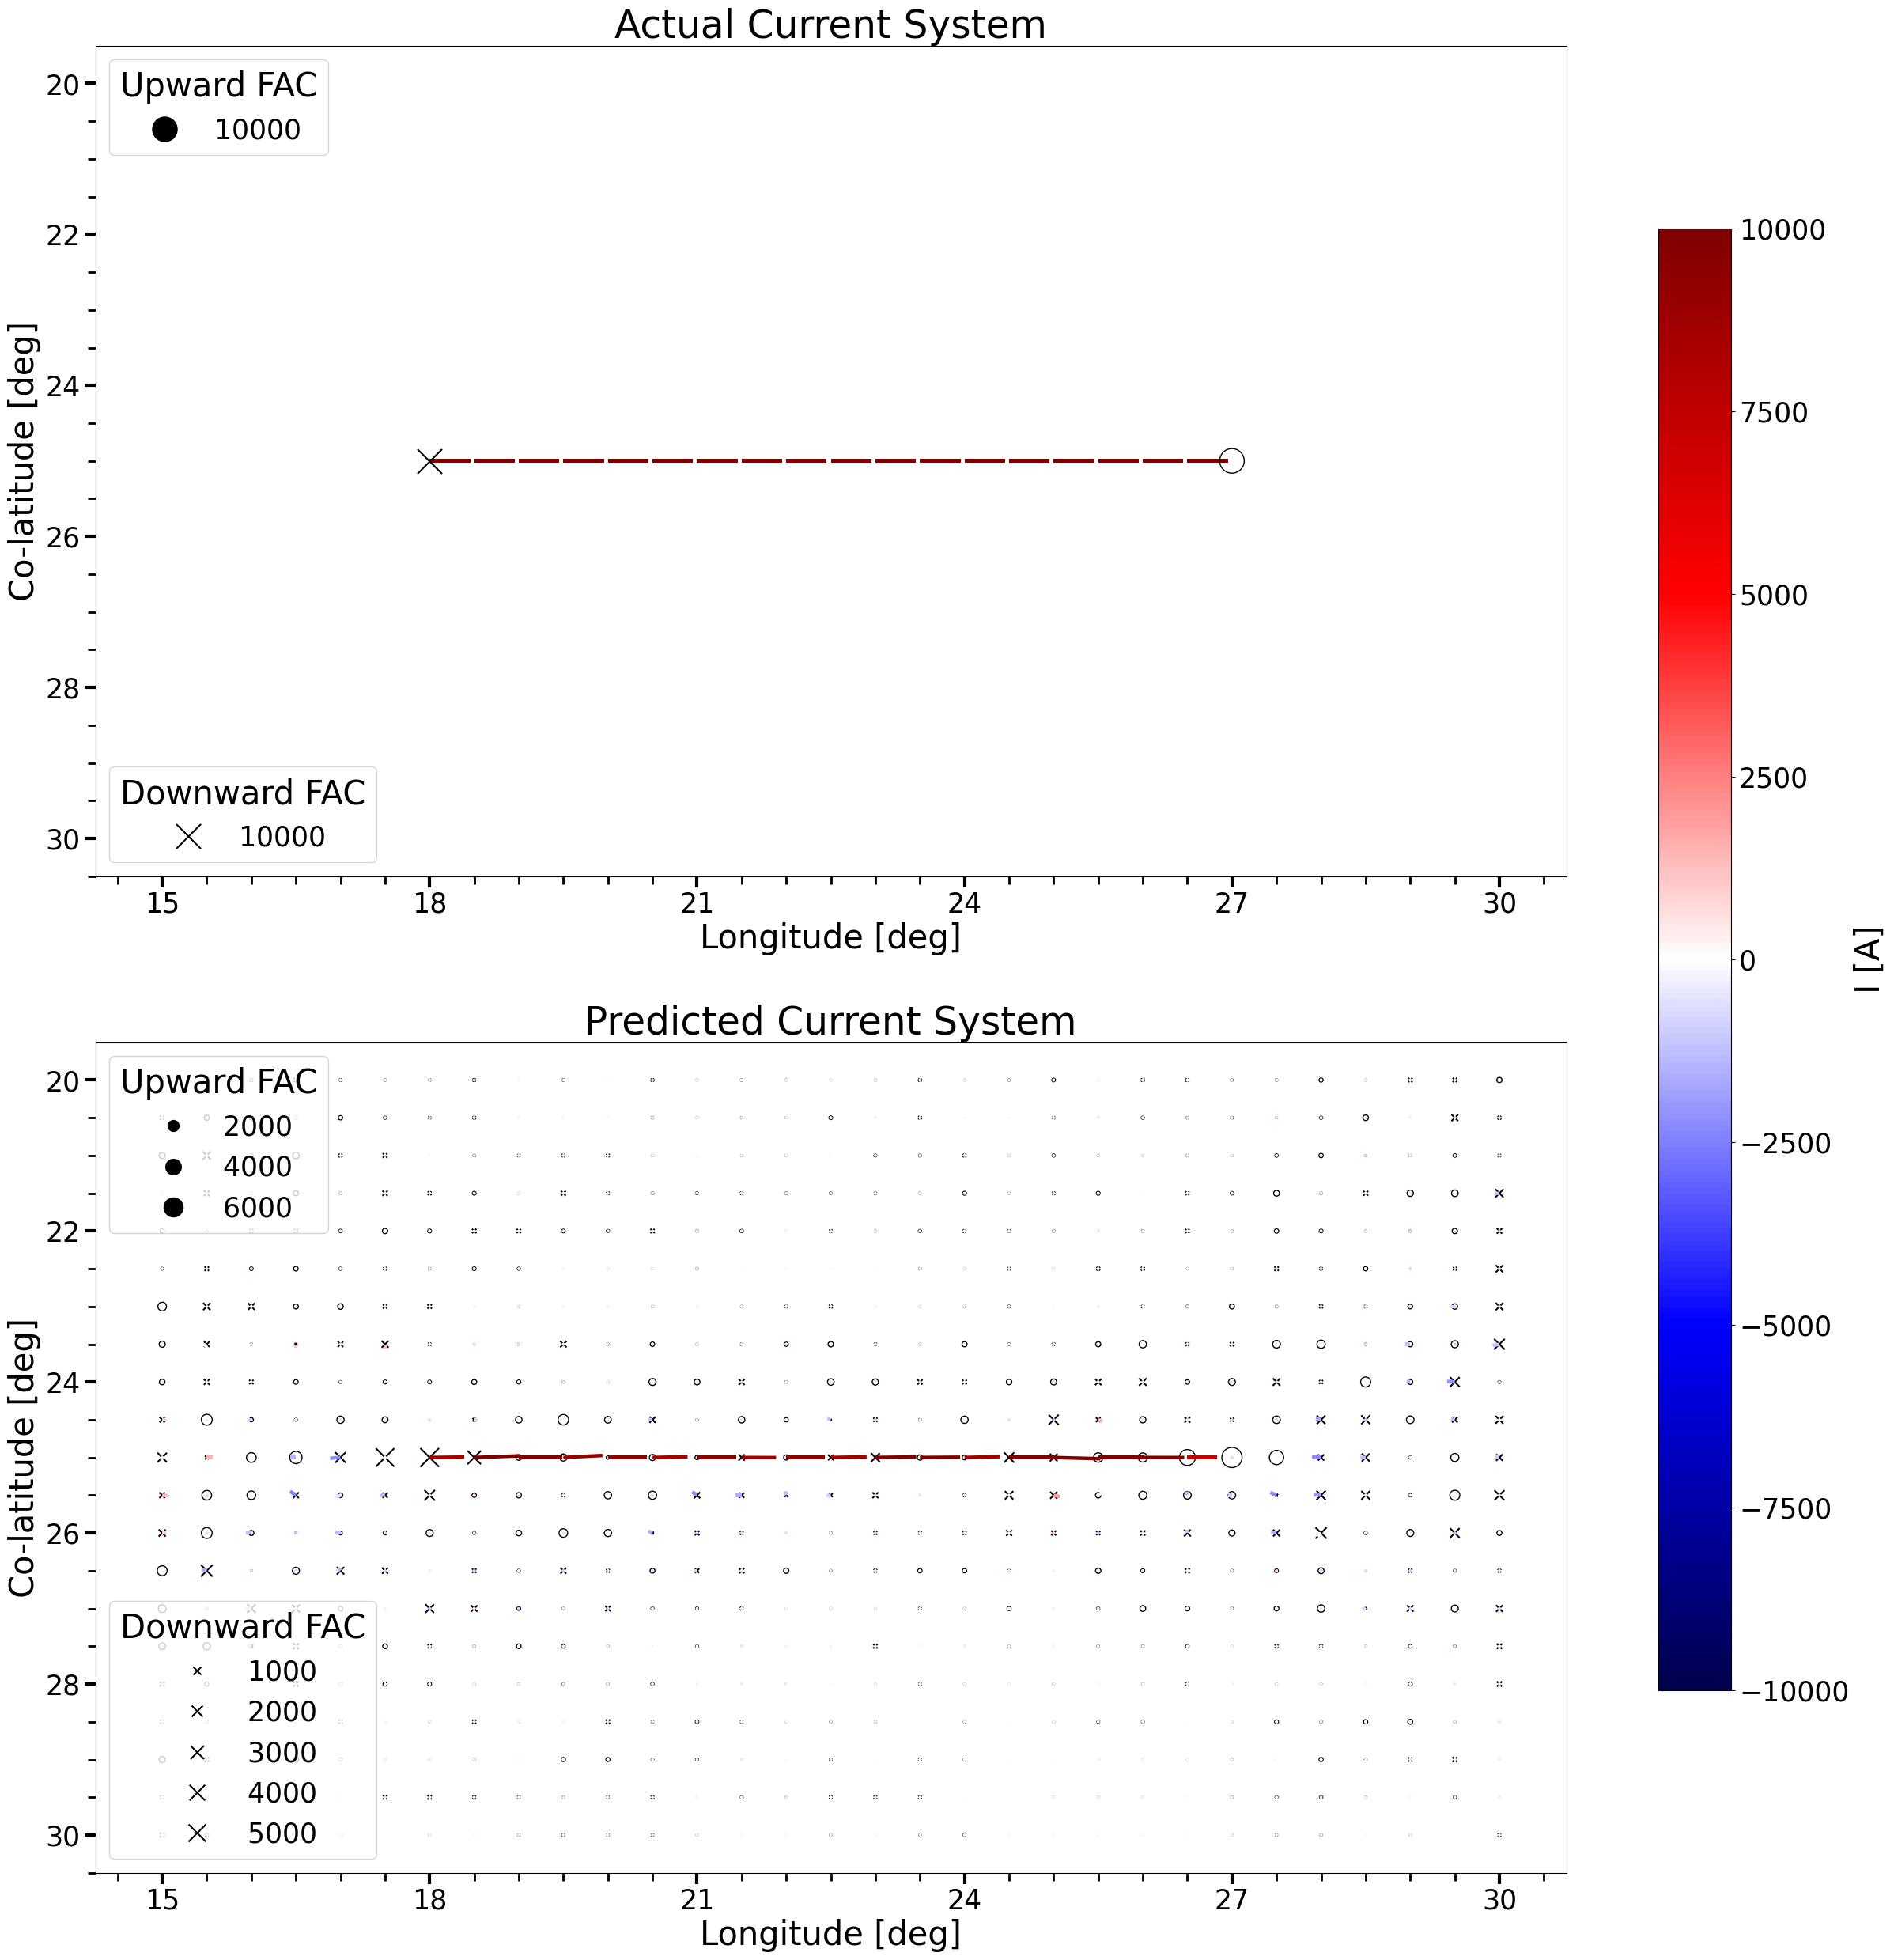 Actual Current System
Upward FAC
10000
Downward FAC
10000
20
22
24
26
28
30
Co-latitude [deg]
15 18 21 24 27 30
Longitude [deg]
Predicted Current System
Upward FAC
2000
4000
6000
Downward FAC
1000
2000
3000
4000
5000
20
22
24
26
28
30
Co-latitude [deg]
15 18 21 24 27 30
Longitude [deg]
10000
7500
5000
2500
0
−2500
−5000
−7500
−10000
I [A]